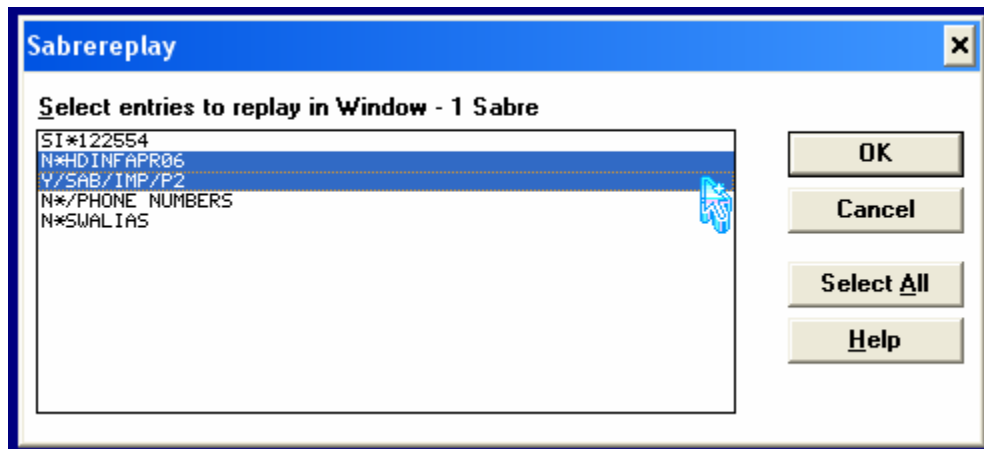 Sabrereplay
Select entries to replay in Window - 1 Sabre
SI*122554
N*HDINFAPR06
Y/SAB/IMP/P2
N*/PHONE NUMBERS
N*SWALIAS
OK
Cancel
Select All
Help